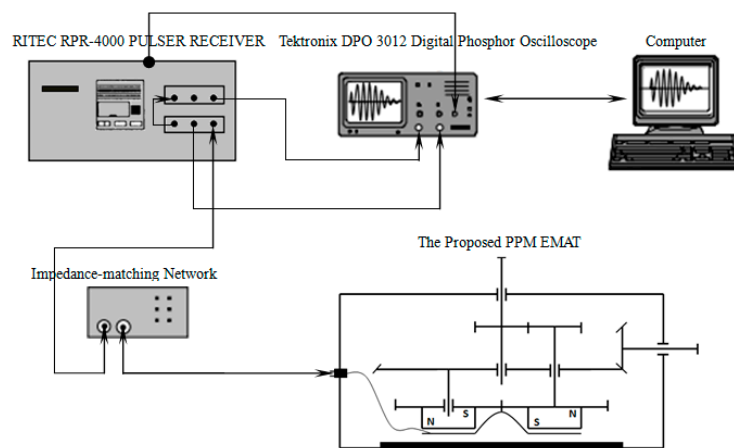 RITEC RPR-4000 PULSER RECEIVER
Tektronix DPO 3012 Digital Phosphor Oscilloscope
Computer
The Proposed PPM EMAT
Impedance-matching Network
N
S
S
N